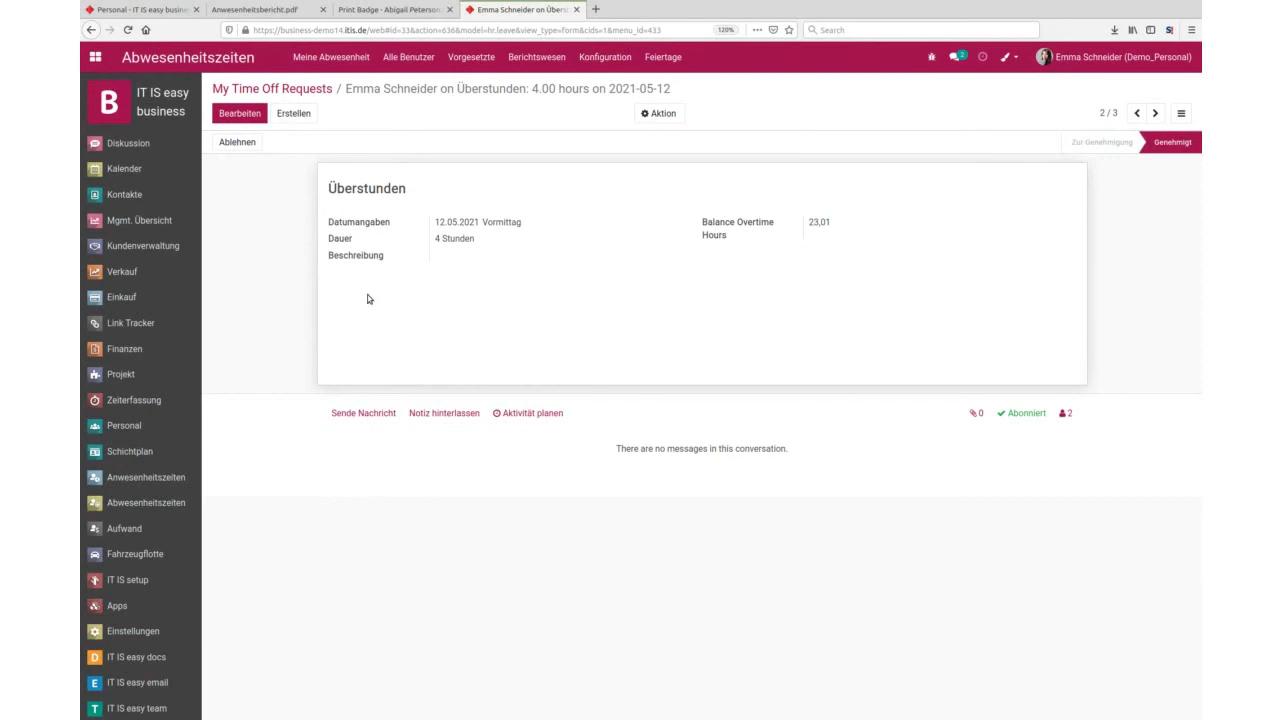 Personal - IT IS easy busine
Anwesenheitsbericht.pdf
Print Badge - Abigail Peterson.
Emma Schneider on Überst
https://business-demo14.itis.de/web#id=33&action=636&model=hr.leave&view_type=form&cids=1&menu_id=433
120%
Search
Abwesenheitszeiten
Meine Abwesenheit
Alle Benutzer
Vorgesetzte
Berichtswesen
Konfiguration
Feiertage
2
Emma Schneider (Demo_Personal)
B
IT IS easy
business
My Time Off Requests / Emma Schneider on Überstunden: 4.00 hours on 2021-05-12
Bearbeiten
Erstellen
Aktion
2 / 3
Ablehnen
Zur Genehmigung
Genehmigt
Diskussion
Kalender
Kontakte
Mgmt. Übersicht
Kundenverwaltung
Verkauf
Einkauf
Link Tracker
Finanzen
Projekt
Zeiterfassung
Personal
Schichtplan
Anwesenheitszeiten
Abwesenheitszeiten
Aufwand
Fahrzeugflotte
IT IS setup
Apps
Einstellungen
D IT IS easy docs
E IT IS easy email
T IT IS easy team
Überstunden
Datumangaben 12.05.2021 Vormittag
Dauer 4 Stunden
Beschreibung
Balance Overtime
Hours
23,01
Sende Nachricht
Notiz hinterlassen
Aktivität planen
0
Abonniert
2
There are no messages in this conversation.